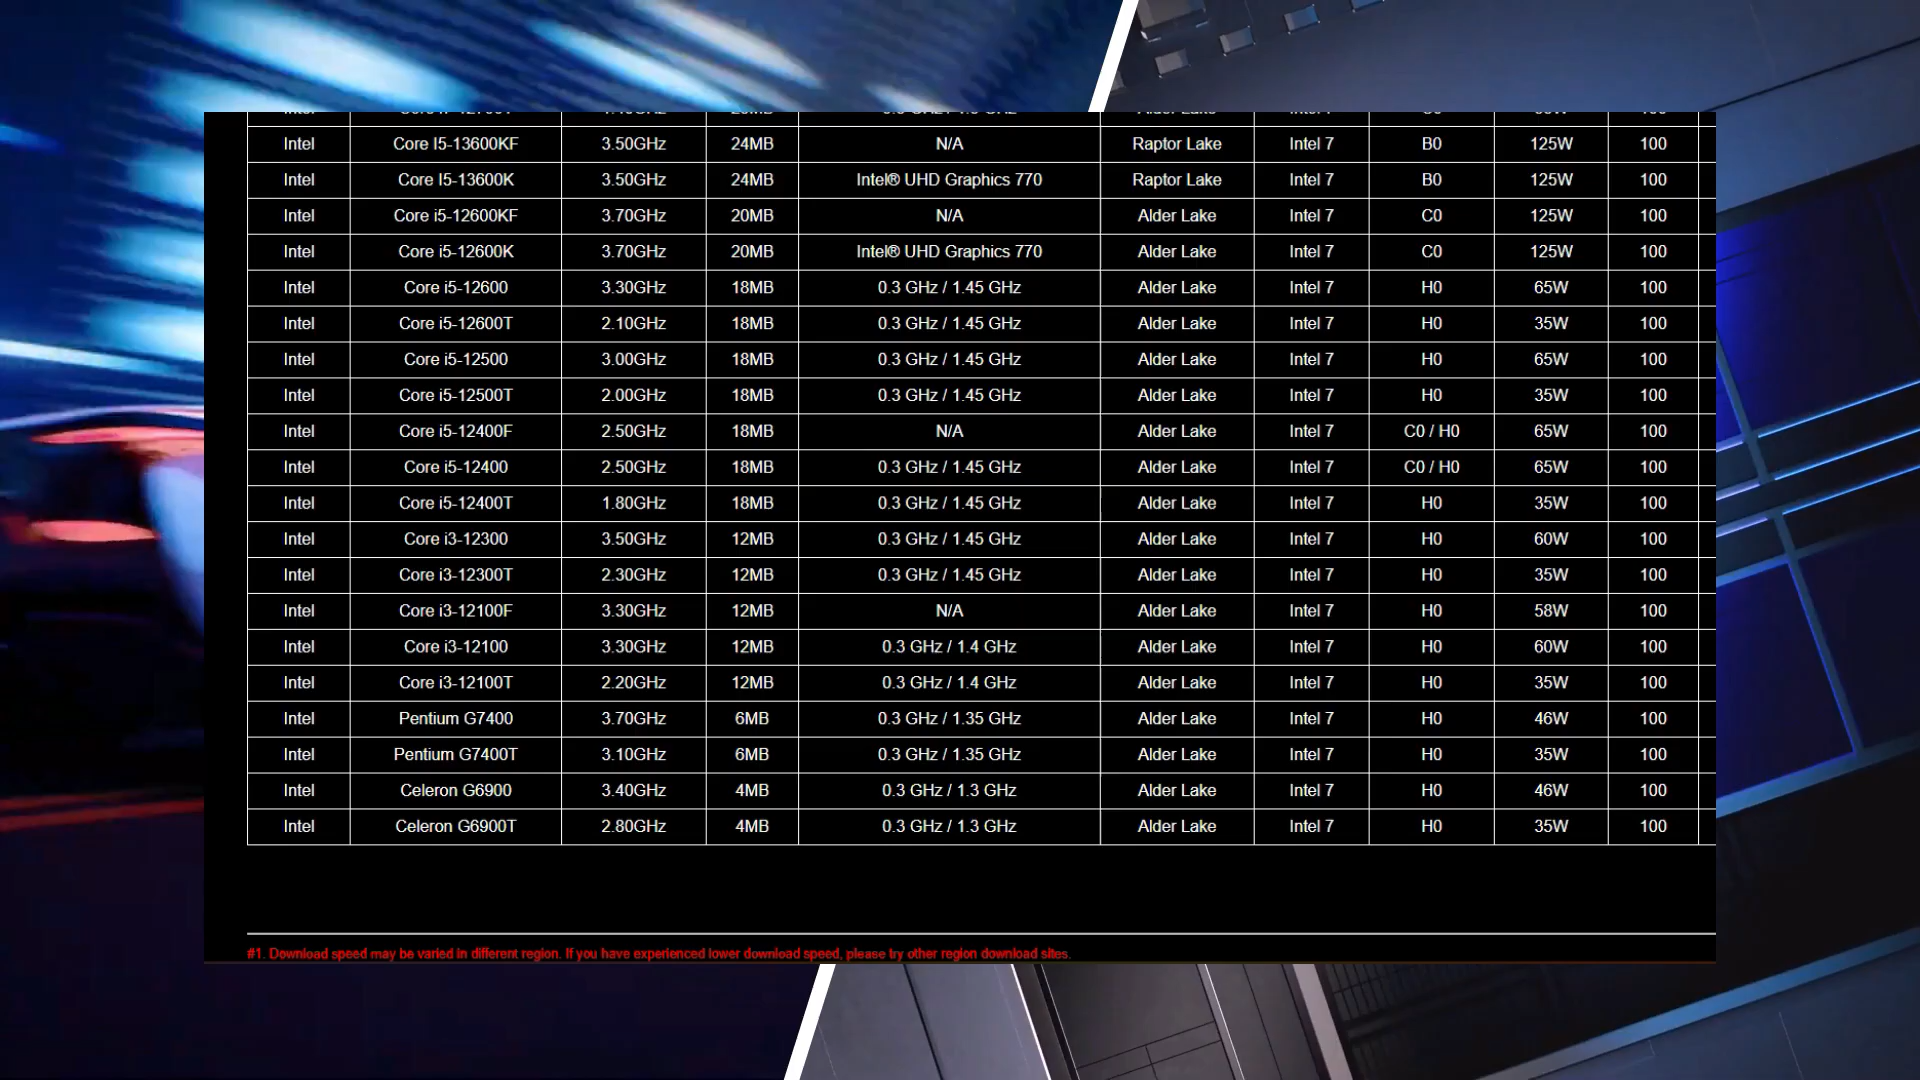 Intel Core I5-13600KF 3.50GHz 24MB N/A Raptor Lake Intel 7 B0 125W 100
Intel Core I5-13600K 3.50GHz 24MB Intel® UHD Graphics 770 Raptor Lake Intel 7 B0 125W 100
Intel Core i5-12600KF 3.70GHz 20MB N/A Alder Lake Intel 7 C0 125W 100
Intel Core i5-12600K 3.70GHz 20MB Intel® UHD Graphics 770 Alder Lake Intel 7 C0 125W 100
Intel Core i5-12600 3.30GHz 18MB 0.3 GHz / 1.45 GHz Alder Lake Intel 7 H0 65W 100
Intel Core i5-12600T 2.10GHz 18MB 0.3 GHz / 1.45 GHz Alder Lake Intel 7 H0 35W 100
Intel Core i5-12500 3.00GHz 18MB 0.3 GHz / 1.45 GHz Alder Lake Intel 7 H0 65W 100
Intel Core i5-12500T 2.00GHz 18MB 0.3 GHz / 1.45 GHz Alder Lake Intel 7 H0 35W 100
Intel Core i5-12400F 2.50GHz 18MB N/A Alder Lake Intel 7 C0 / H0 65W 100
Intel Core i5-12400 2.50GHz 18MB 0.3 GHz / 1.45 GHz Alder Lake Intel 7 C0 / H0 65W 100
Intel Core i5-12400T 1.80GHz 18MB 0.3 GHz / 1.45 GHz Alder Lake Intel 7 H0 35W 100
Intel Core i3-12300 3.50GHz 12MB 0.3 GHz / 1.45 GHz Alder Lake Intel 7 H0 60W 100
Intel Core i3-12300T 2.30GHz 12MB 0.3 GHz / 1.45 GHz Alder Lake Intel 7 H0 35W 100
Intel Core i3-12100F 3.30GHz 12MB N/A Alder Lake Intel 7 H0 58W 100
Intel Core i3-12100 3.30GHz 12MB 0.3 GHz / 1.4 GHz Alder Lake Intel 7 H0 60W 100
Intel Core i3-12100T 2.20GHz 12MB 0.3 GHz / 1.4 GHz Alder Lake Intel 7 H0 35W 100
Intel Pentium G7400 3.70GHz 6MB 0.3 GHz / 1.35 GHz Alder Lake Intel 7 H0 46W 100
Intel Pentium G7400T 3.10GHz 6MB 0.3 GHz / 1.35 GHz Alder Lake Intel 7 H0 35W 100
Intel Celeron G6900 3.40GHz 4MB 0.3 GHz / 1.3 GHz Alder Lake Intel 7 H0 46W 100
Intel Celeron G6900T 2.80GHz 4MB 0.3 GHz / 1.3 GHz Alder Lake Intel 7 H0 35W 100
#1. Download speed may be varied in different region. If you have experienced lower download speed, please try other region download sites.